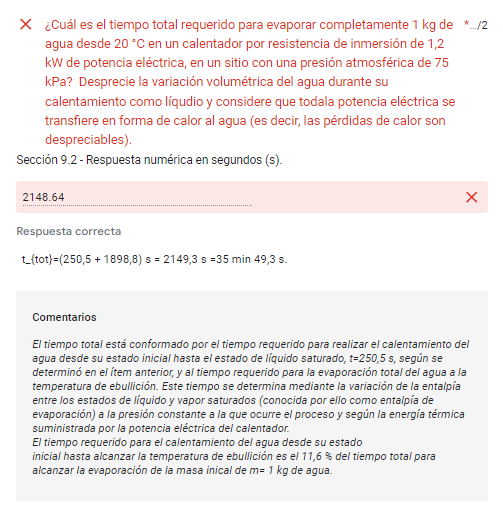 ¿Cuál es el tiempo total requerido para evaporar completamente 1 kg de
*…/2
agua desde 20 °C en un calentador por resistencia de inmersión de 1,2
kW de potencia eléctrica, en un sitio con una presión atmosférica de 75
kPa? Desprecie la variación volumétrica del agua durante su
calentamiento como líqudio y considere que todala potencia eléctrica se
transfiere en forma de calor al agua (es decir, las pérdidas de calor son
despreciables).
Sección 9.2 - Respuesta numérica en segundos (s).
2148.64
Respuesta correcta
t_{tot}=(250,5 + 1898,8) s = 2149,3 s =35 min 49,3 s.
Comentarios
El tiempo total está conformado por el tiempo requerido para realizar el calentamiento del
agua desde su estado inicial hasta el estado de líquido saturado, t=250,5 s, según se
determinó en el ítem anterior, y al tiempo requerido para la evaporación total del agua a la
temperatura de ebullición. Este tiempo se determina mediante la variación de la entalpía
entre los estados de líquido y vapor saturados (conocida por ello como entalpía de
evaporación) a la presión constante a la que ocurre el proceso y según la energía térmica
suministrada por la potencia eléctrica del calentador.
El tiempo requerido para el calentamiento del agua desde su estado
inicial hasta alcanzar la temperatura de ebullición es el 11,6 % del tiempo total para
alcanzar la evaporación de la masa inical de m= 1 kg de agua.